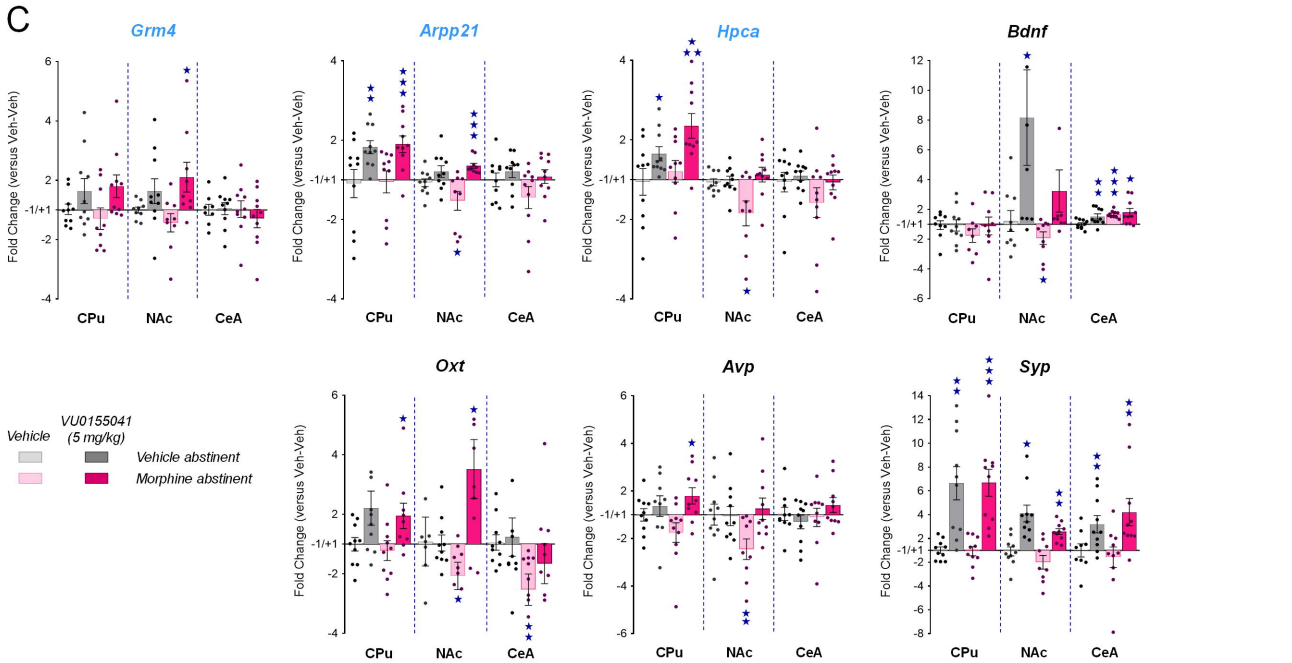 C
Grm4
Arpp21
Hpca
Bdnf
Fold Change (versus Veh-Veh)
6
4
2
-1/+1
-2
-4
CPu NAc CeA
Fold Change (versus Veh-Veh)
4
2
-1/+1
-2
-4
CPu NAc CeA
Fold Change (versus Veh-Veh)
4
2
-1/+1
-2
-4
CPu NAc CeA
Fold Change (versus Veh-Veh)
12
10
8
6
4
2
-1/+1
-2
-4
-6
CPu NAc CeA
Vehicle
VU0155041
(5 mg/kg)
Vehicle abstinent
Morphine abstinent
Oxt
Avp
Syp
Fold Change (versus Veh-Veh)
6
4
2
-1/+1
-2
-4
CPu NAc CeA
Fold Change (versus Veh-Veh)
6
4
2
-1/+1
-2
-4
-6
CPu NAc CeA
Fold Change (versus Veh-Veh)
14
12
10
8
6
4
2
-1/+1
-2
-4
-6
-8
CPu NAc CeA